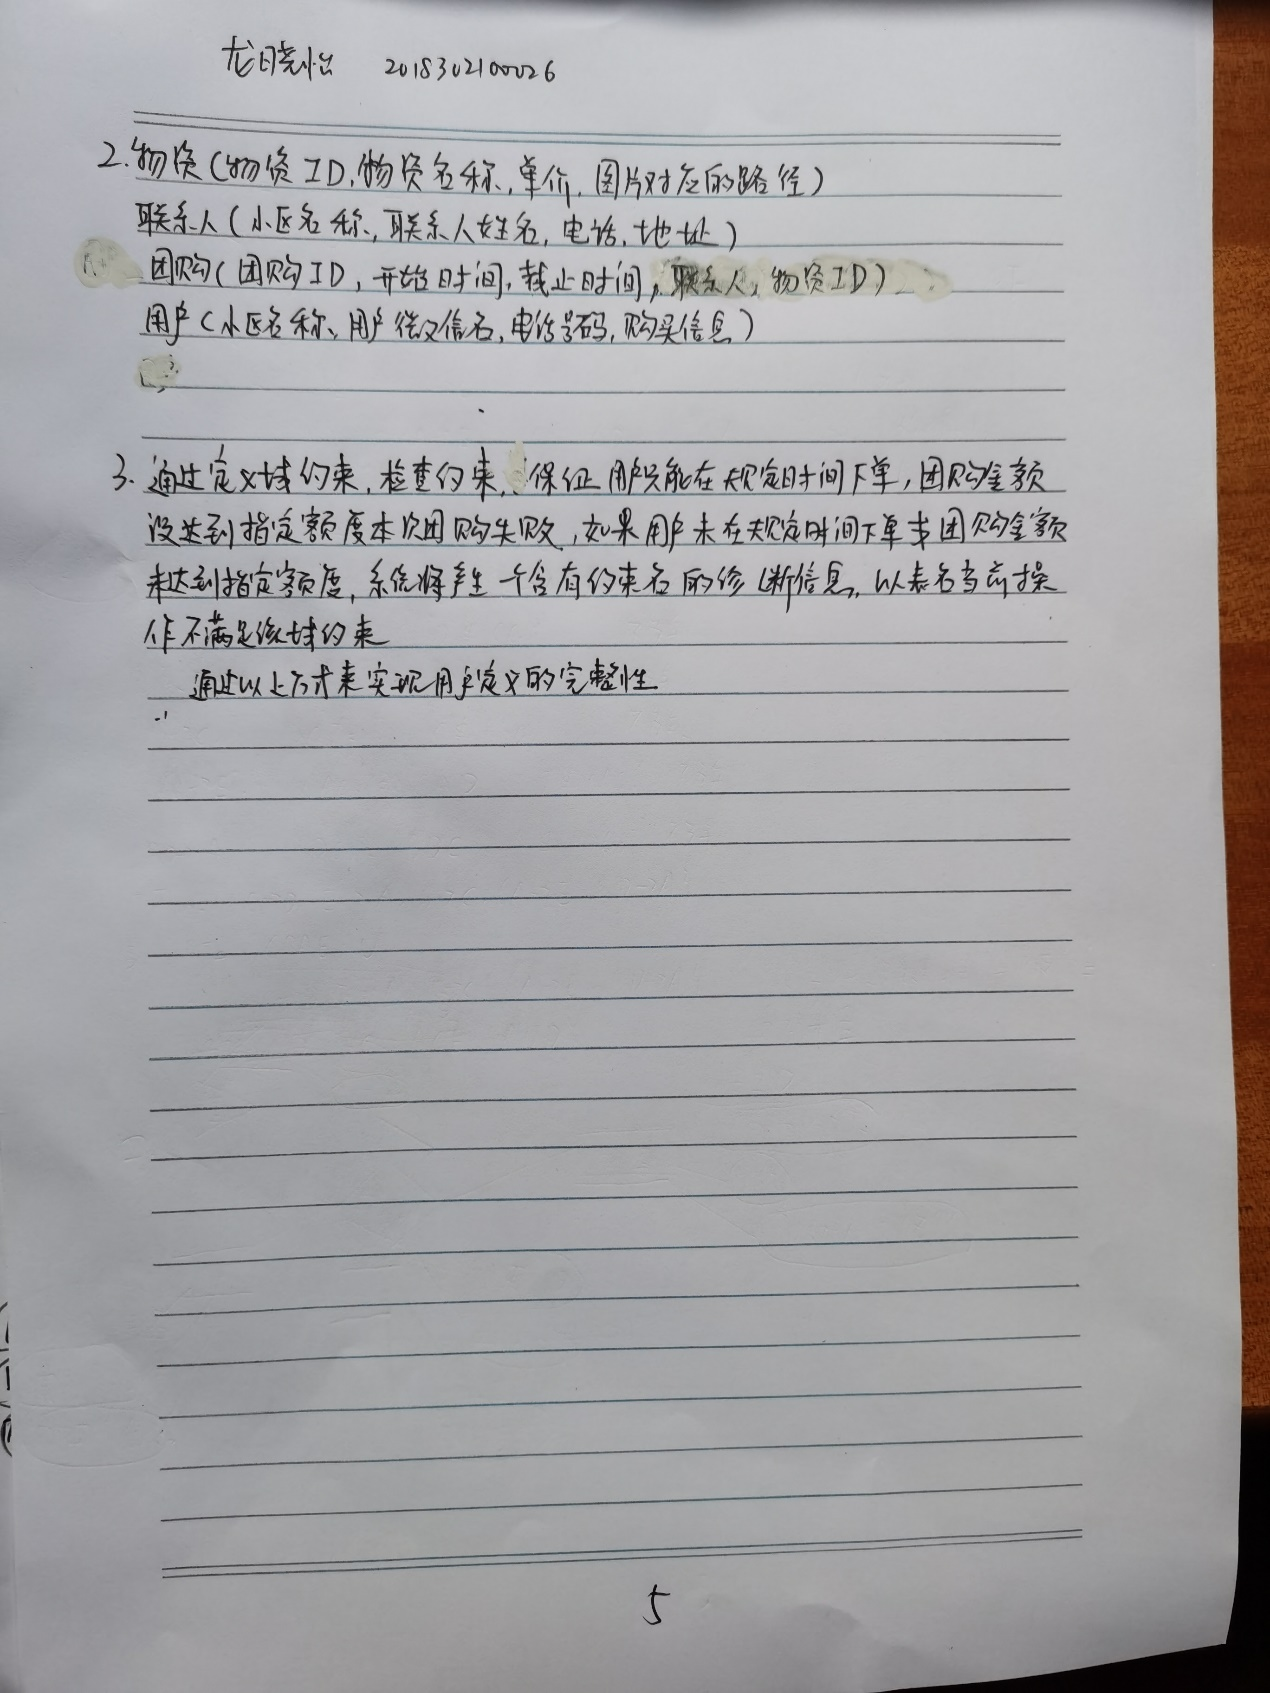 龙晓怡 2018302100026
2.物资(物资ID,物资名称,单价,图片对应的路径)
联系人(小区名称,联系人姓名,电话,地址)
团购(团购ID,开始时间,截止时间,联系人,物资ID)
用户(小区名称、用户微信名,电话号码,购买信息)
3.通过定义域约束,检查约束,保证用户只能在规定时间下单,团购金额
没达到指定额度本次团购失败,如果用户未在规定时间下单或团购金额
未达到指定额度,系统将产生一个含有约束名的诊断信息,以表名当前操
作不满足该域约束
通过以上方式来实现用户定义的完整性
5